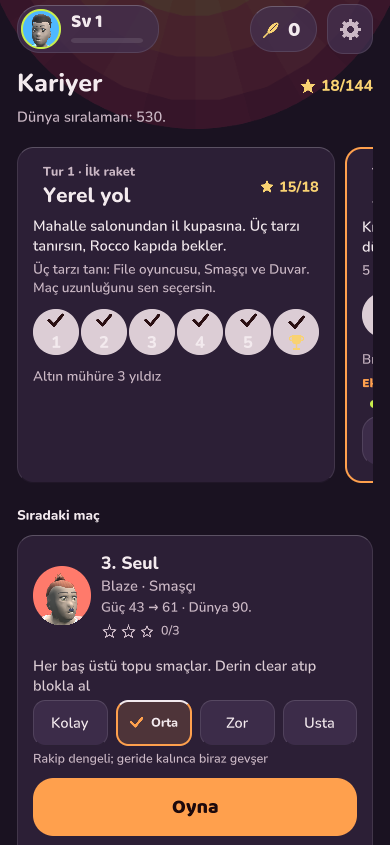 Sv 1
0
Kariyer
18/144
Dünya sıralaman: 530.
Tur 1 · İlk raket
Yerel yol
15/18
Mahalle salonundan il kupasına. Üç tarzı
tanırsın, Rocco kapıda bekler.
Üç tarzı tanı: File oyuncusu, Smaşçı ve Duvar.
Maç uzunluğunu sen seçersin.
1 2 3 4 5
Altın mühüre 3 yıldız
Sıradaki maç
3. Seul
Blaze · Smaşçı
Güç 43 → 61 · Dünya 90.
0/3
Her baş üstü topu smaçlar. Derin clear atıp
blokla al
Kolay
Orta
Zor
Usta
Rakip dengeli; geride kalınca biraz gevşer
Oyna